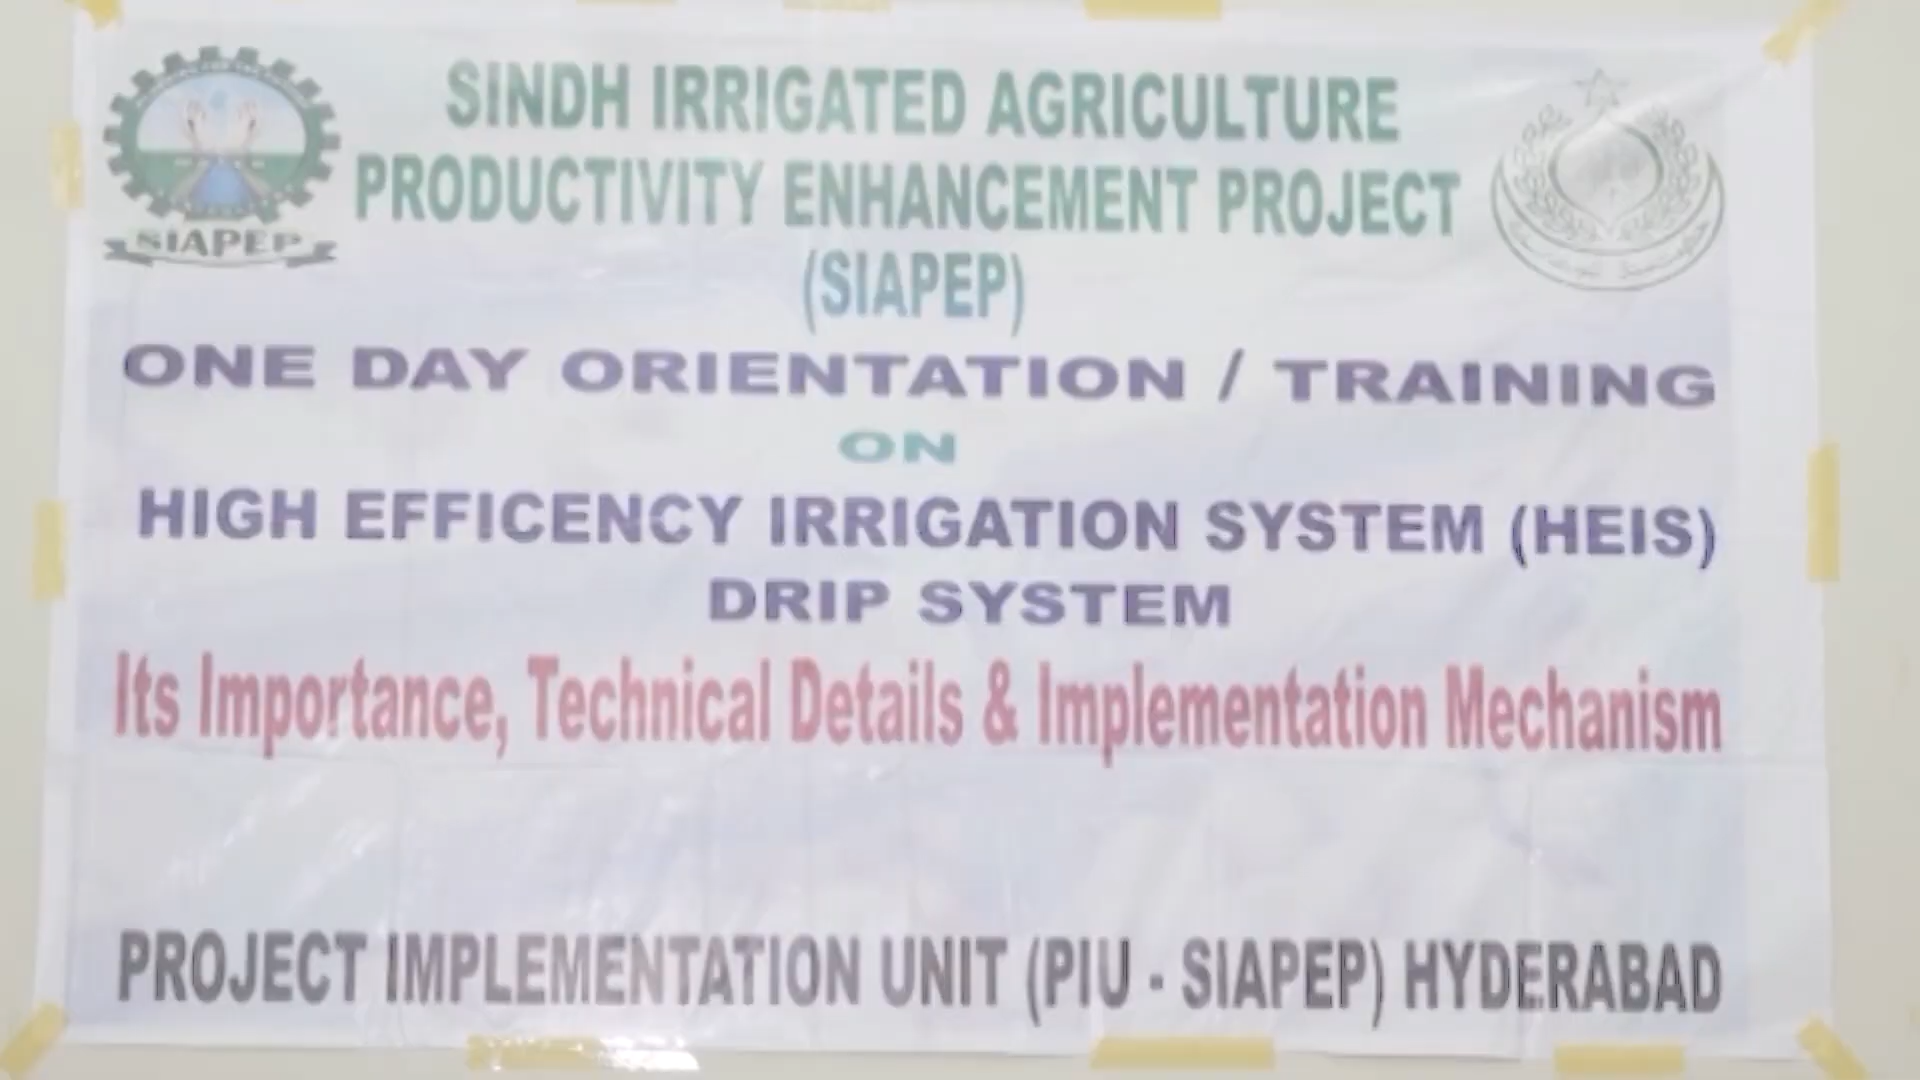 SINDH IRRIGATED AGRICULTURE
PRODUCTIVITY ENHANCEMENT PROJECT
(SIAPEP)
SIAPEP
ONE DAY ORIENTATION / TRAINING
ON
HIGH EFFICENCY IRRIGATION SYSTEM (HEIS)
DRIP SYSTEM
Its Importance, Technical Details & Implementation Mechanism
PROJECT IMPLEMENTATION UNIT (PIU - SIAPEP) HYDERABAD